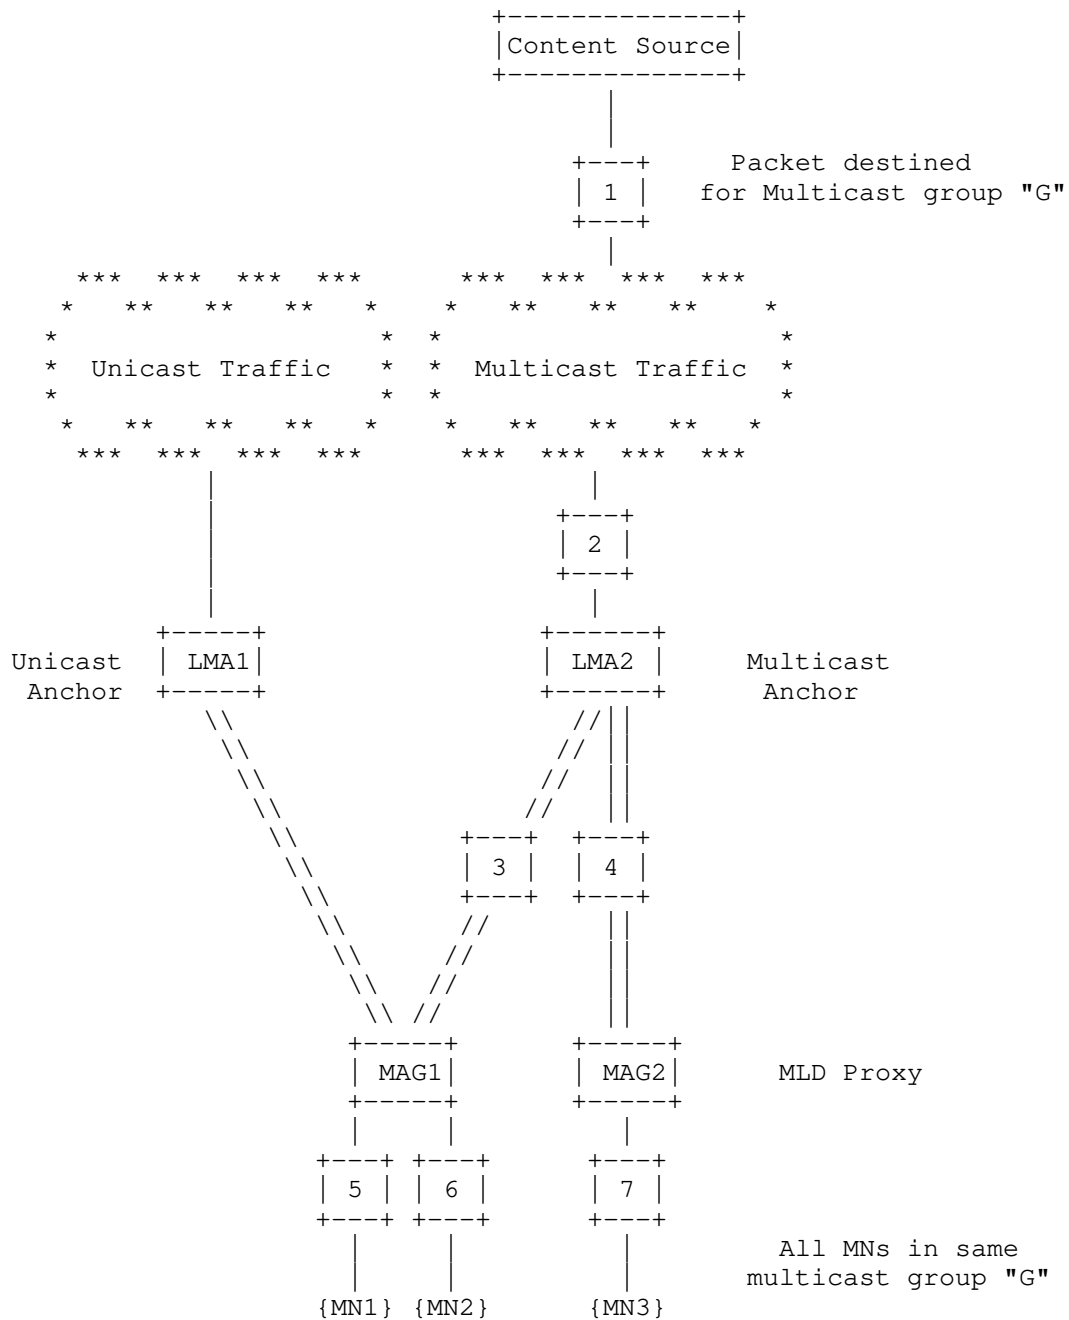 Content Source
1 Packet destined
for Multicast group "G"
Unicast Traffic Multicast Traffic
2
Unicast LMA1 LMA2 Multicast
Anchor Anchor
3 4
MAG1 MAG2 MLD Proxy
5 6 7
All MNs in same
multicast group "G"
{MN1} {MN2} {MN3}